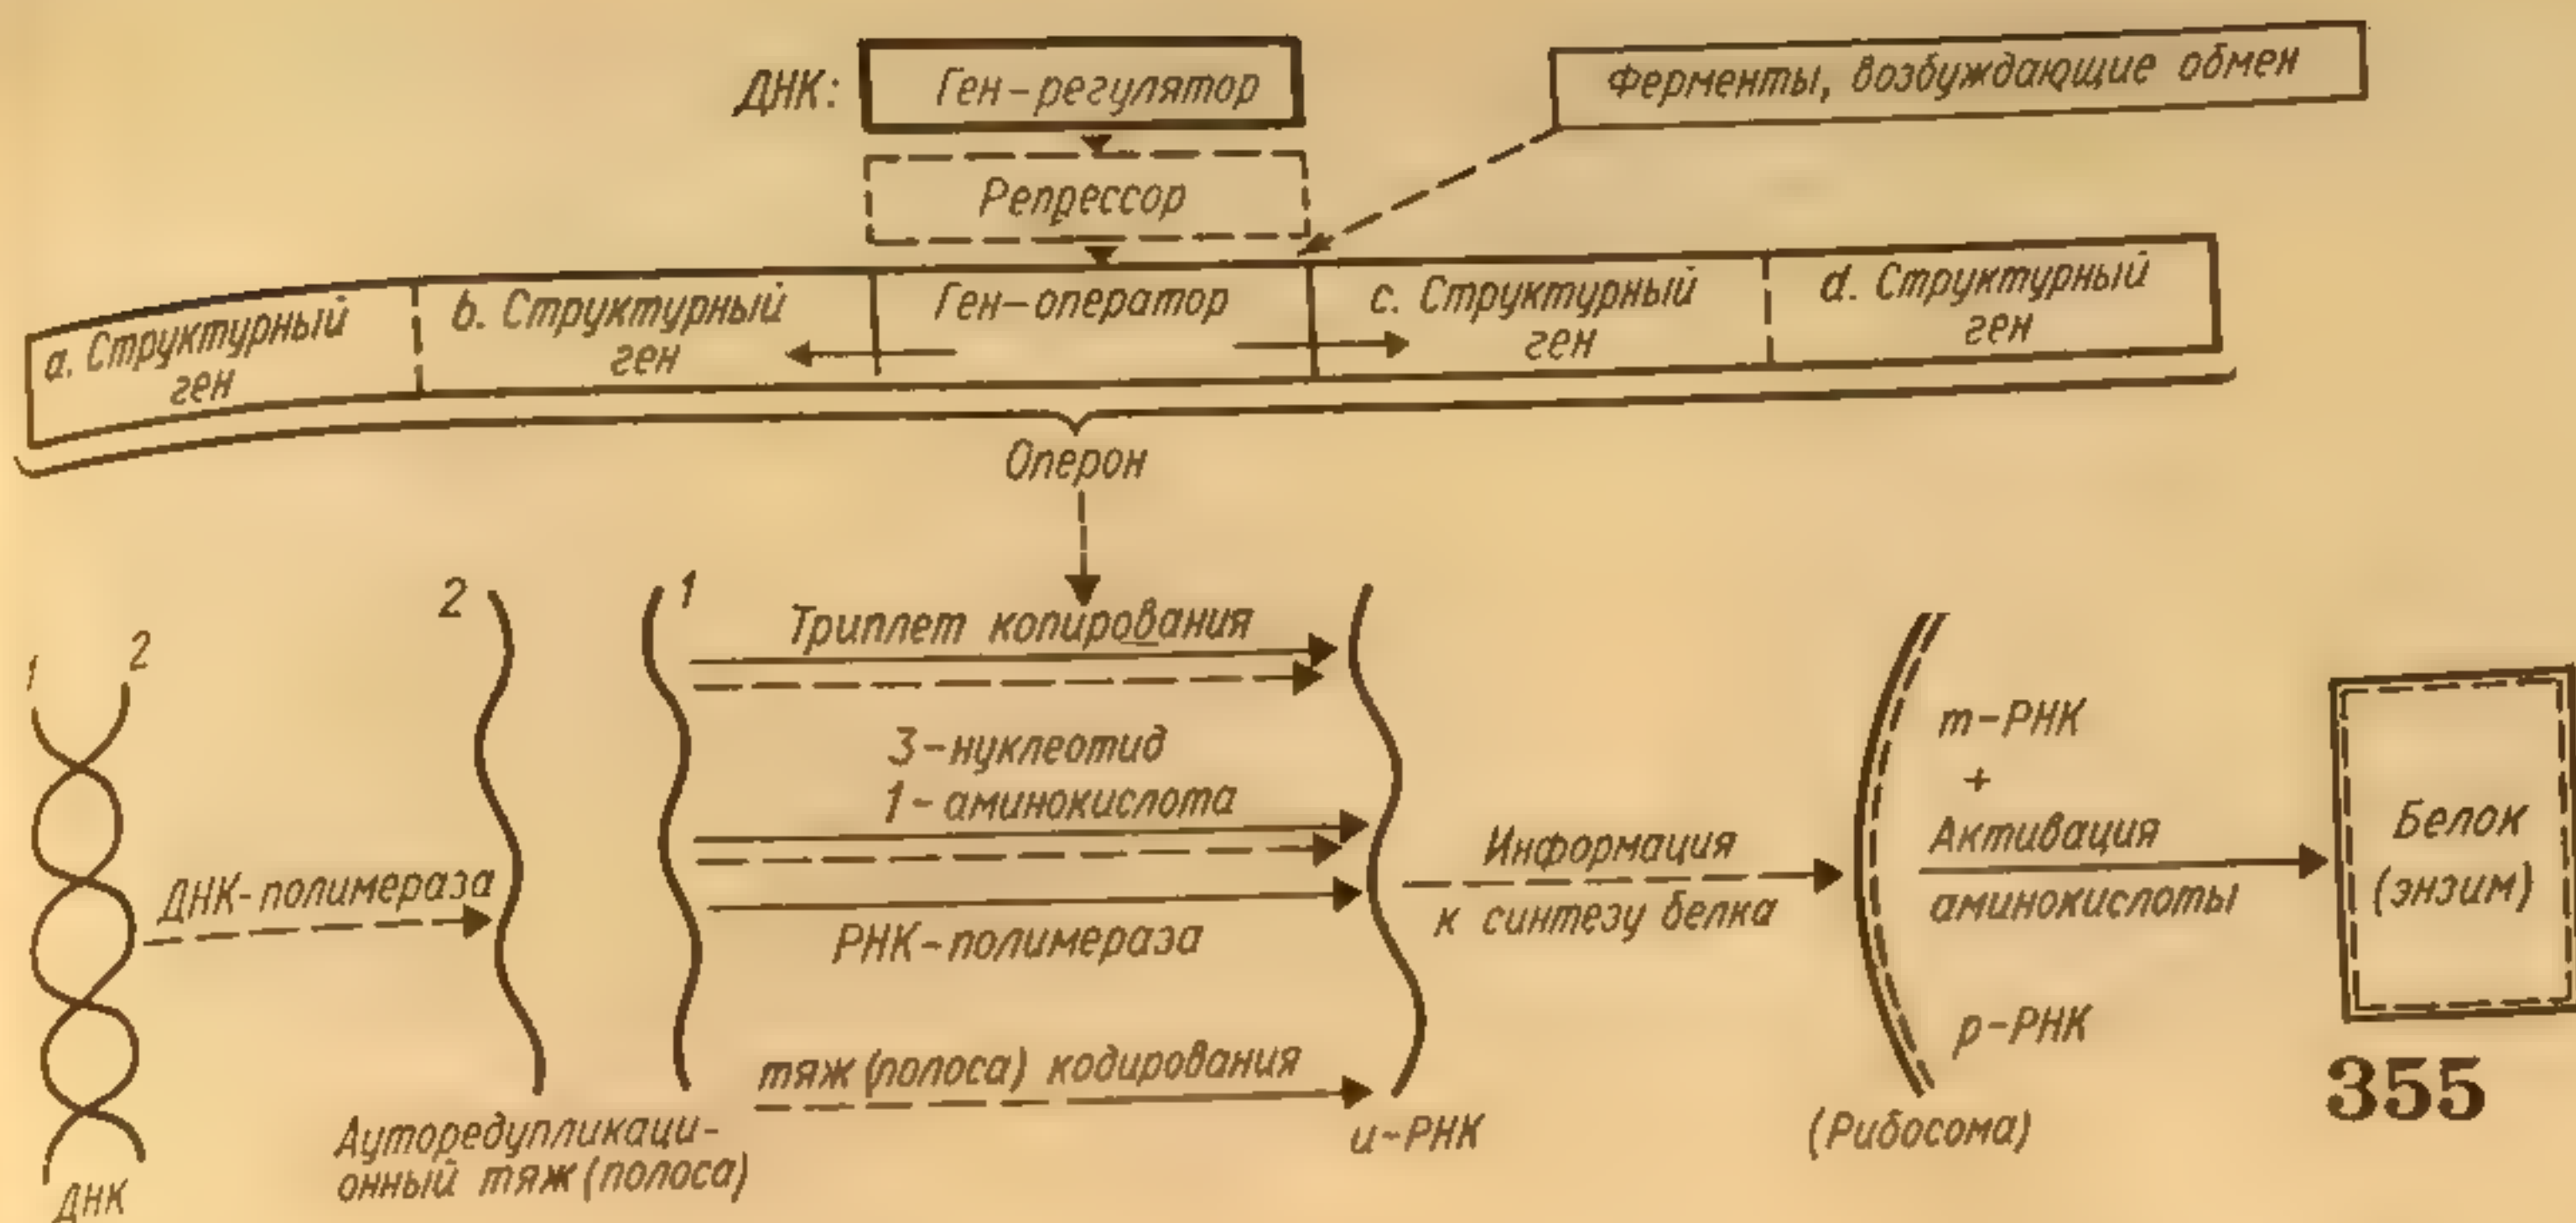 ДНК:
Ген-регулятор
Ферменты, возбуждающие обмен
Репрессор
a. Структурный
ген
b. Структурный
ген
Ген-оператор
c. Структурный
ген
d. Структурный
ген
Оперон
1
2
ДНК
ДНК-полимераза
2
1
Ауторедупликаци-
онный тяж (полоса)
Триплет копирования
3-нуклеотид
1-аминокислота
РНК-полимераза
тяж (полоса) кодирования
и-РНК
Информация
к синтезу белка
(Рибосома)
т-РНК
+
Активация
аминокислоты
р-РНК
Белок
(энзим)
355